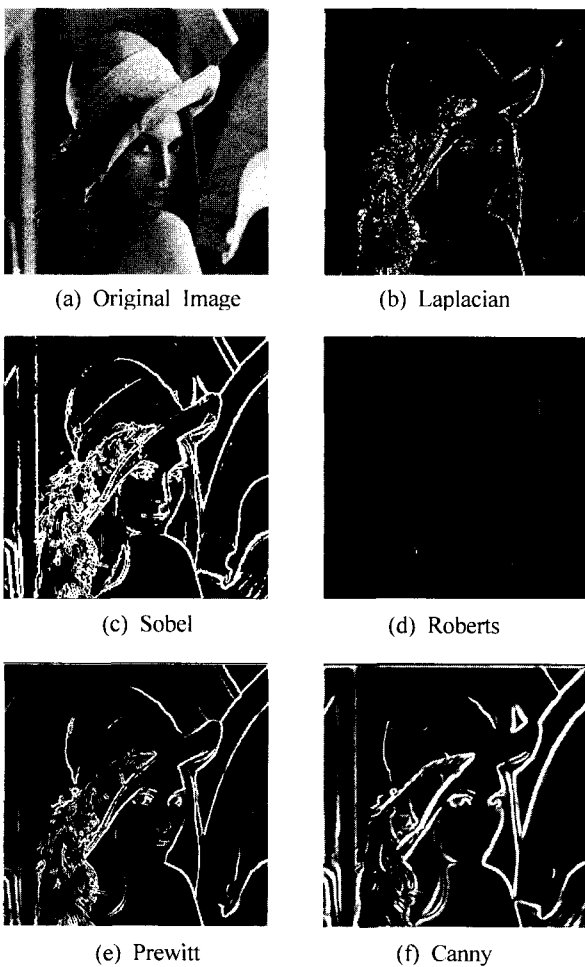 (a) Original Image
(b) Laplacian
(c) Sobel
(d) Roberts
(e) Prewitt
(f) Canny